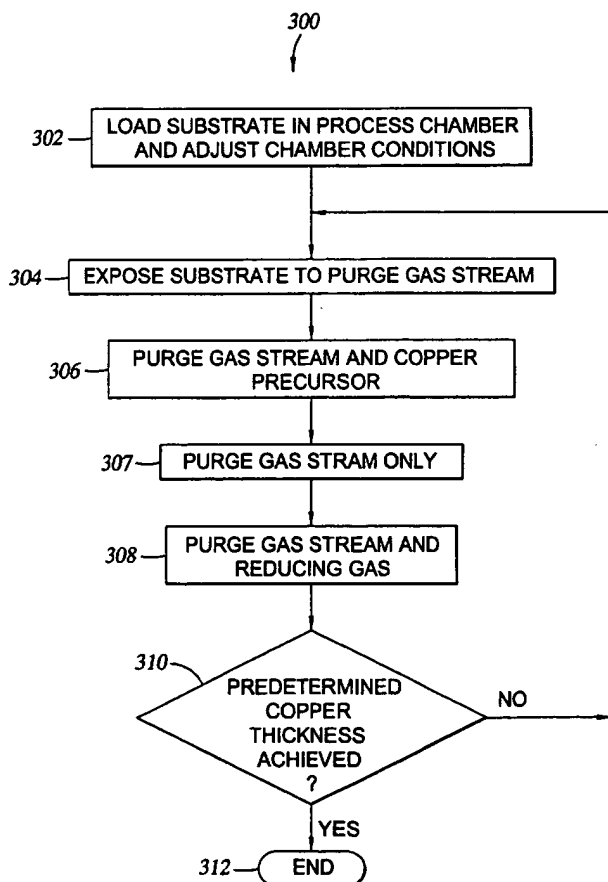 300
302
LOAD SUBSTRATE IN PROCESS CHAMBER
AND ADJUST CHAMBER CONDITIONS
304
EXPOSE SUBSTRATE TO PURGE GAS STREAM
306
PURGE GAS STREAM AND COPPER
PRECURSOR
307
PURGE GAS STRAM ONLY
308
PURGE GAS STREAM AND
REDUCING GAS
310
PREDETERMINED
COPPER
THICKNESS
ACHIEVED
?
NO
YES
312
END